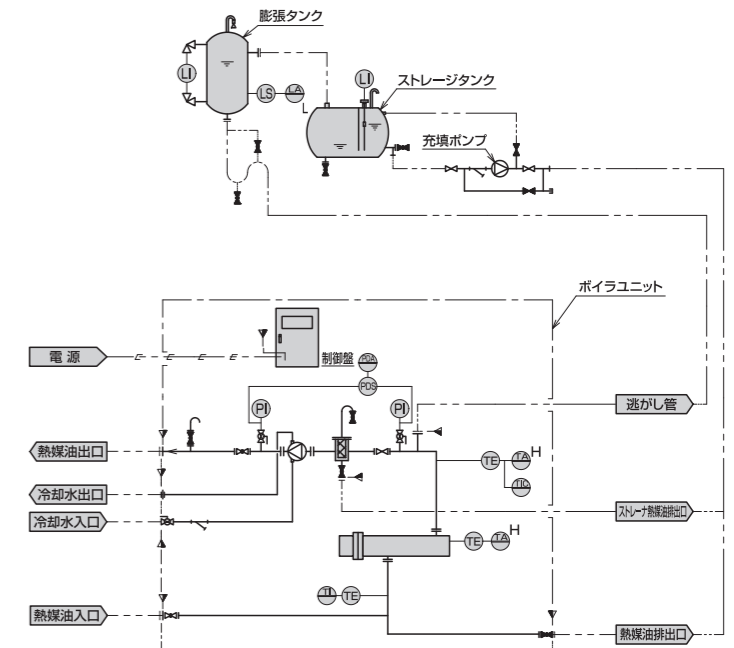 膨張タンク
LI
LI
ストレージタンク
LS
LA
充填ポンプ
ボイラユニット
電源
E E E E
制御盤
PDA
PDS
PI
PI
逃がし管
熱媒油出口
TE
TA
H
TIC
冷却水出口
冷却水入口
ストレーナ熱媒油排出口
TE
TA
H
TI
TE
熱媒油入口
熱媒油排出口